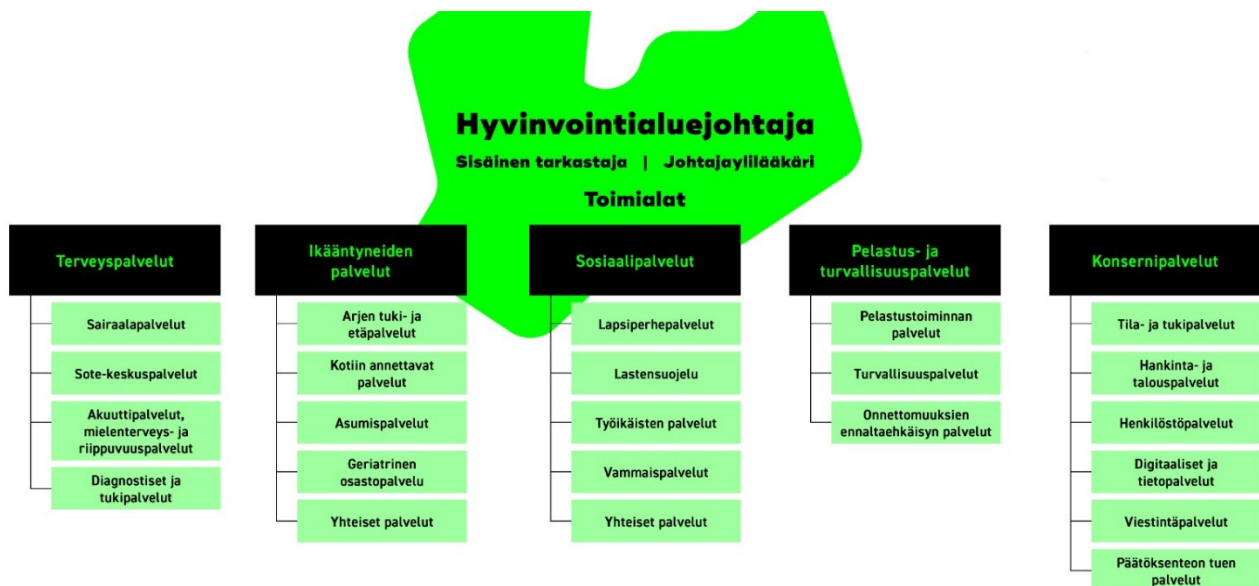 Hyvinvointialuejohtaja
Sisäinen tarkastaja | Johtajaylilääkäri
Toimialat
Terveyspalvelut
Sairaalapalvelut
Sote-keskuspalvelut
Akuuttipalvelut,
mielenterveys- ja
riippuvuuspalvelut
Diagnostiset ja
tukipalvelut
Ikääntyneiden
palvelut
Arjen tuki- ja
etäpalvelut
Kotiin annettavat
palvelut
Asumispalvelut
Geriatrinen
osastopalvelu
Yhteiset palvelut
Sosiaalipalvelut
Lapsiperhepalvelut
Lastensuojelu
Työikäisten palvelut
Vammaispalvelut
Yhteiset palvelut
Pelastus- ja
turvallisuuspalvelut
Pelastustoiminnan
palvelut
Turvallisuuspalvelut
Onnettomuuksien
ennaltaehkäisyn palvelut
Konsernipalvelut
Tila- ja tukipalvelut
Hankinta- ja
talouspalvelut
Henkilöstöpalvelut
Digitaaliset ja
tietopalvelut
Viestintäpalvelut
Päätöksenteon tuen
palvelut